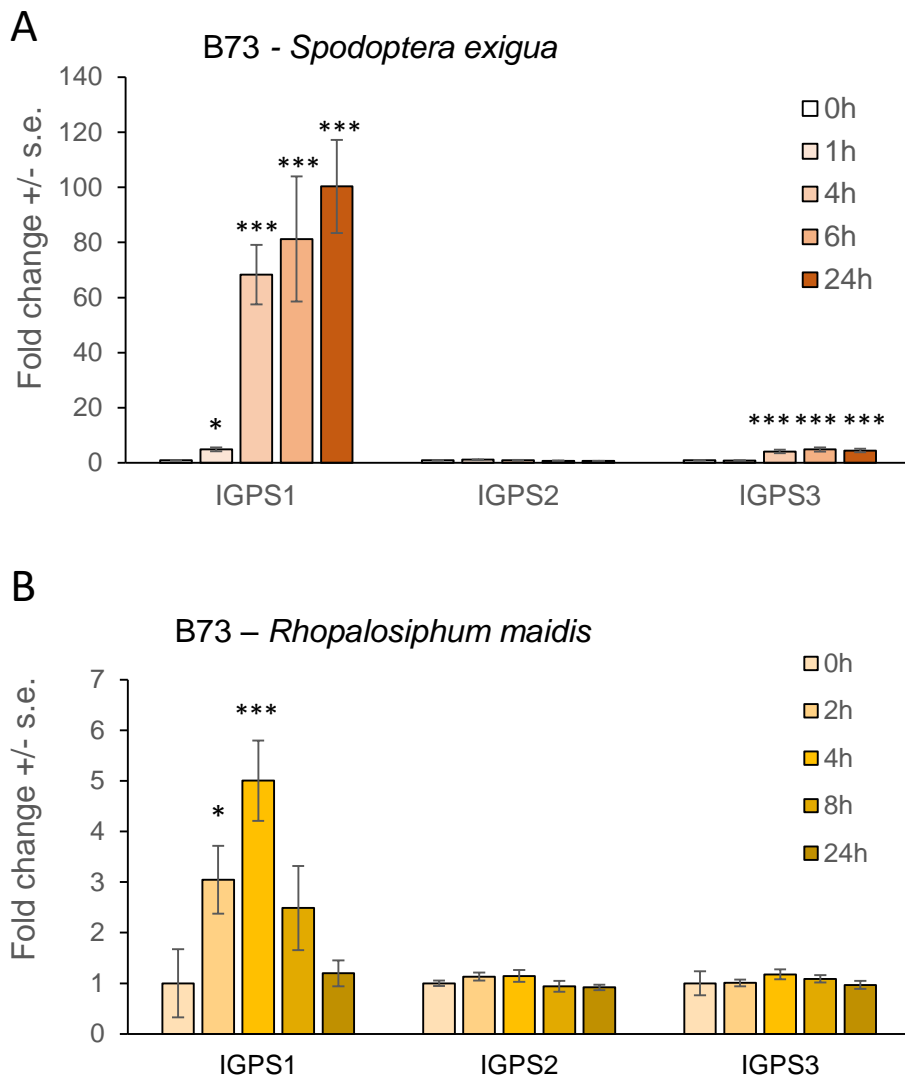 A
B73 - Spodoptera exigua
Fold change +/- s.e.
140
120
100
80
60
40
20
0
*
***
***
***
*** *** ***
IGPS1 IGPS2 IGPS3
0h
1h
4h
6h
24h
B
B73 – Rhopalosiphum maidis
Fold change +/- s.e.
7
6
5
4
3
2
1
0
*
***
IGPS1 IGPS2 IGPS3
0h
2h
4h
8h
24h